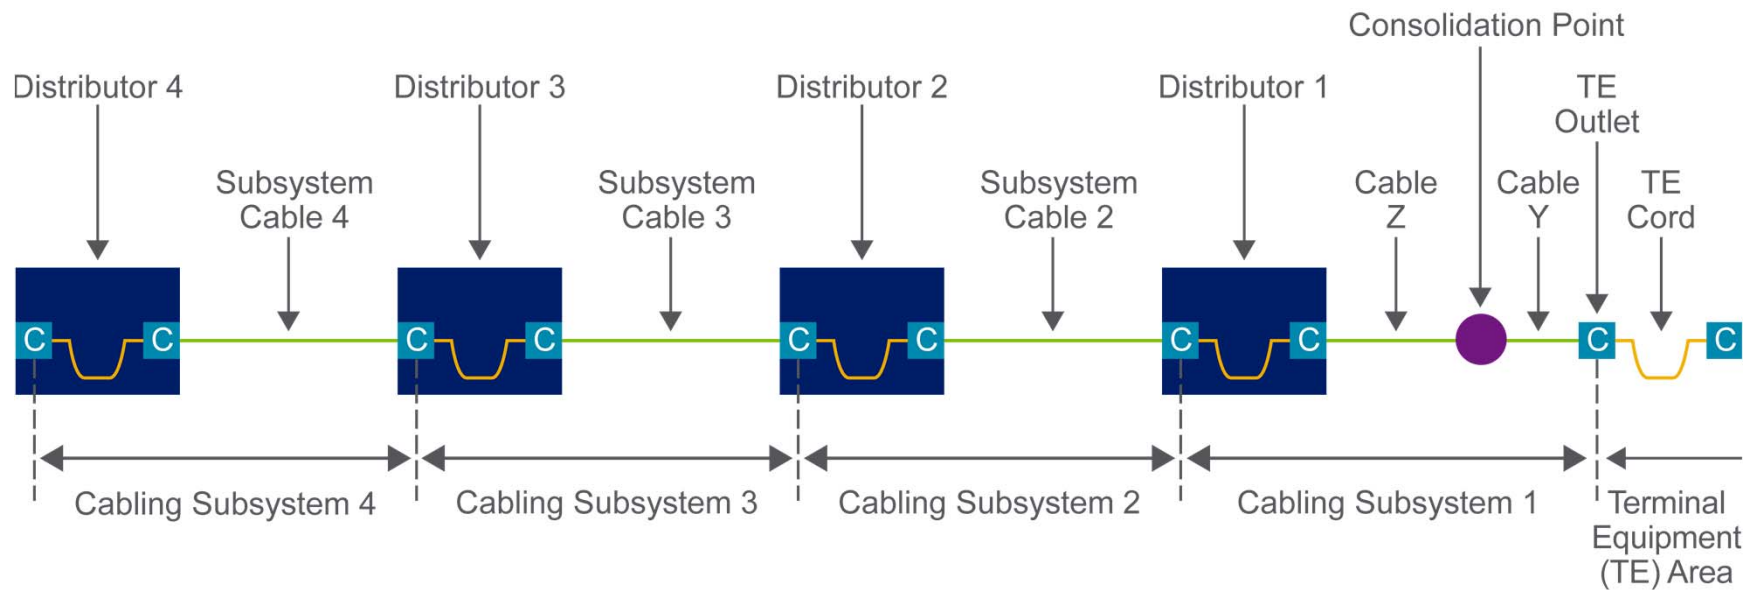 Consolidation Point
Distributor 4
Distributor 3
Distributor 2
Distributor 1
TE
Outlet
Subsystem
Cable 4
Subsystem
Cable 3
Subsystem
Cable 2
Cable
Z
Cable
Y
TE
Cord
C
C
C
C
C
C
C
C
C
C
Cabling Subsystem 4
Cabling Subsystem 3
Cabling Subsystem 2
Cabling Subsystem 1
Terminal
Equipment
(TE) Area